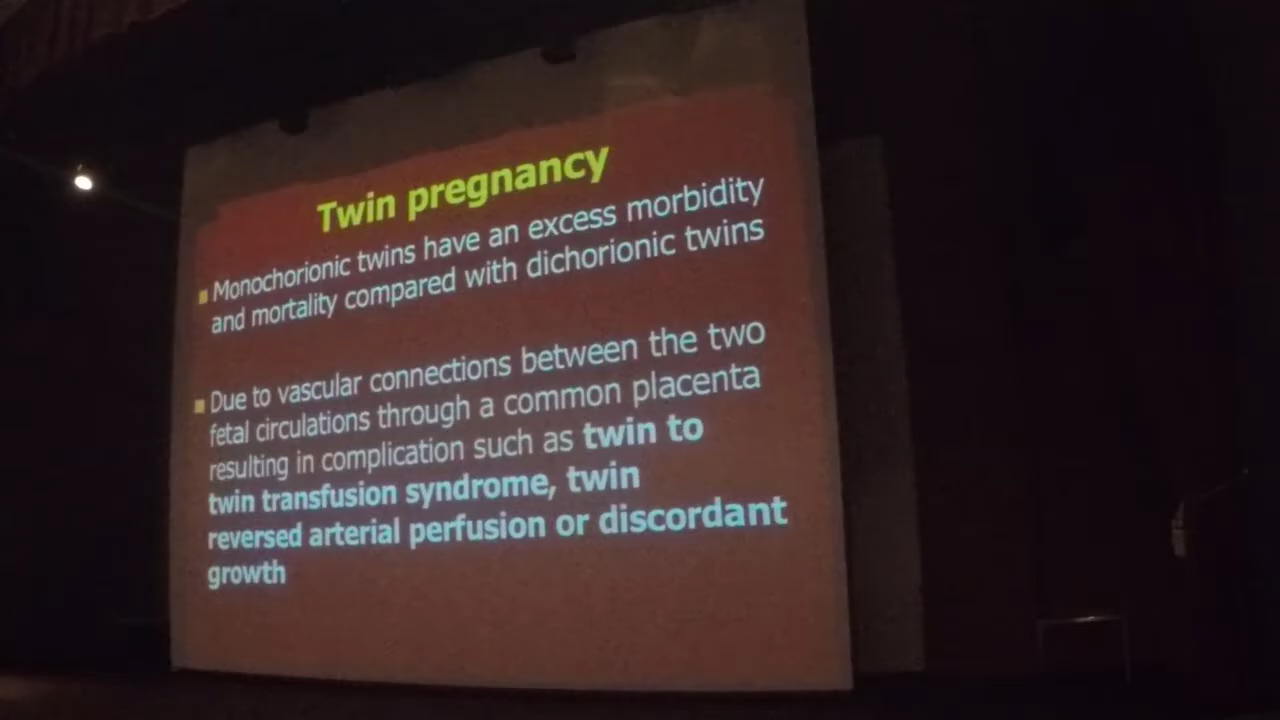 Twin pregnancy
Monochorionic twins have an excess morbidity
and mortality compared with dichorionic twins
Due to vascular connections between the two
fetal circulations through a common placenta
resulting in complication such as twin to
twin transfusion syndrome, twin
reversed arterial perfusion or discordant
growth